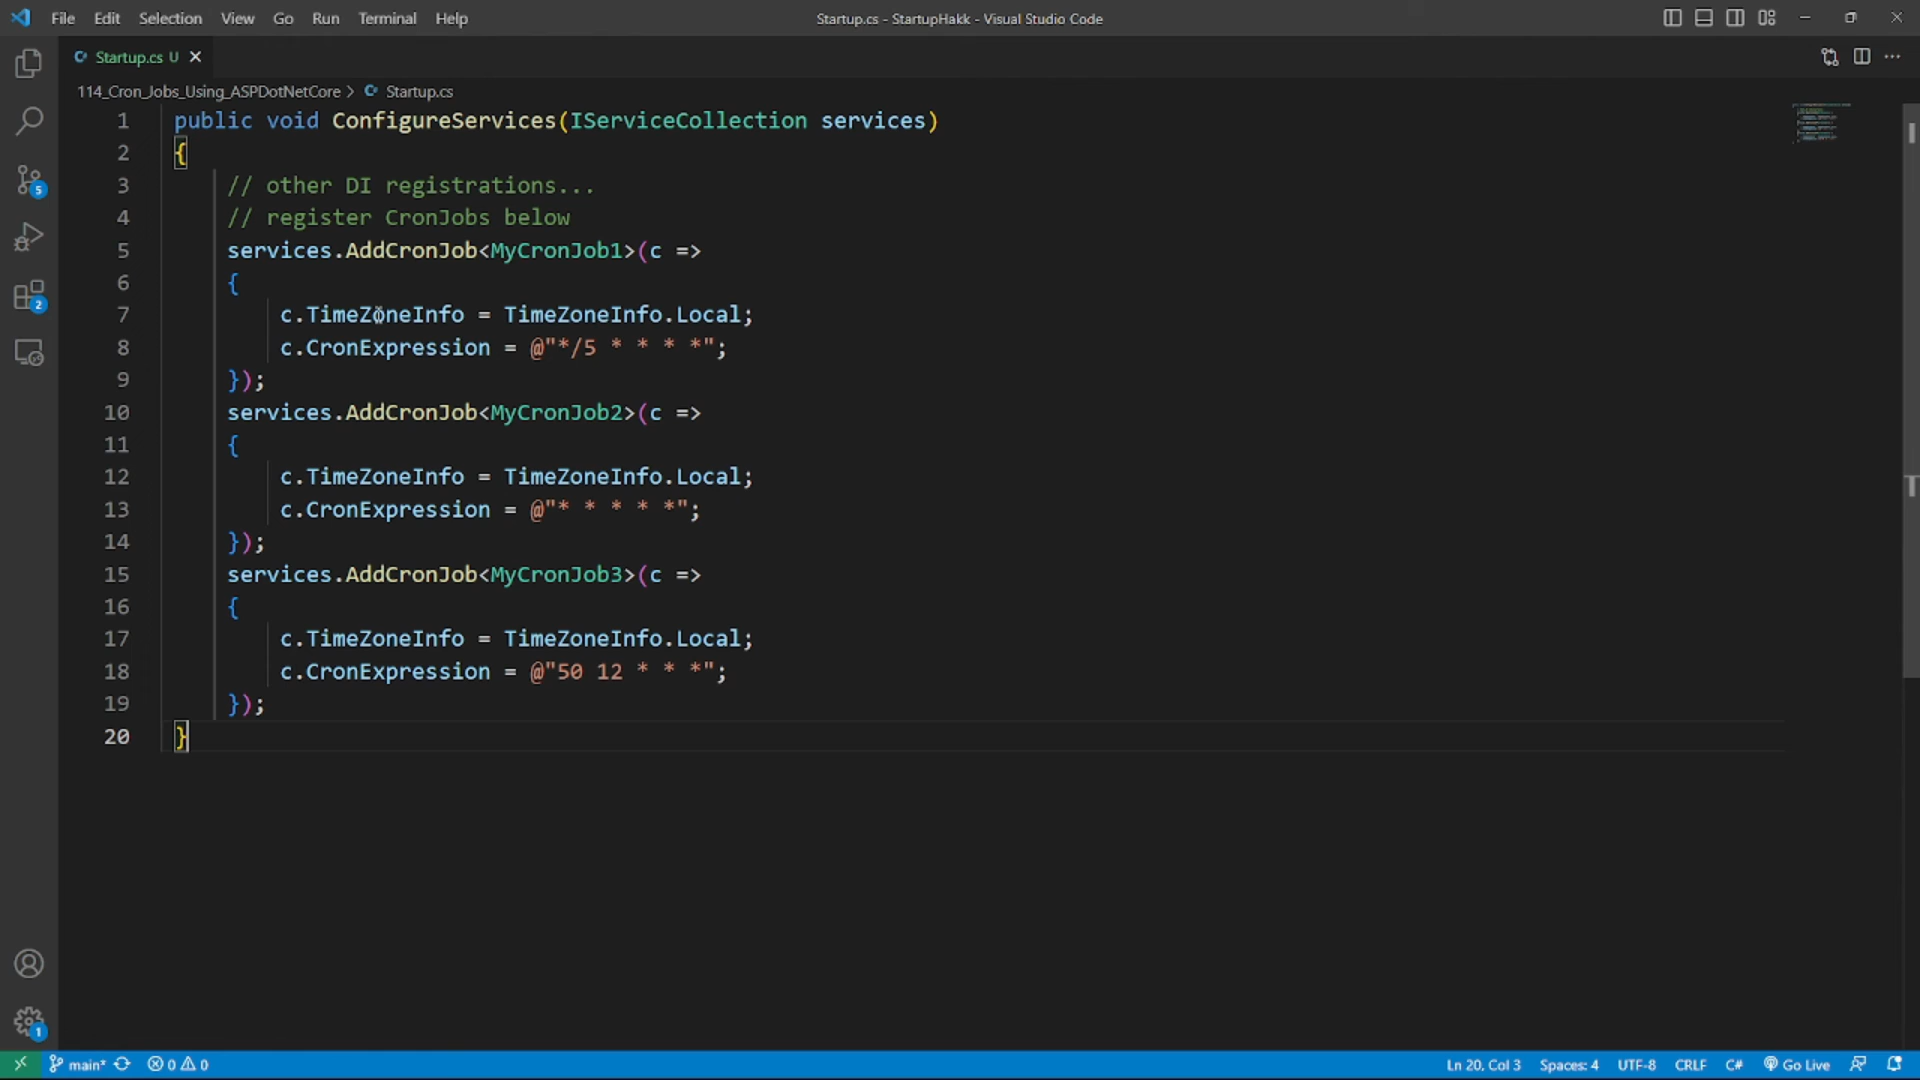 File Edit Selection View Go Run Terminal Help
Startup.cs - StartupHakk - Visual Studio Code
Startup.cs U
114_Cron_Jobs_Using_ASPDotNetCore > Startup.cs
1 public void ConfigureServices(IServiceCollection services)
2 {
3 // other DI registrations...
4 // register CronJobs below
5 services.AddCronJob<MyCronJob1>(c =>
6 {
7 c.TimeZoneInfo = TimeZoneInfo.Local;
8 c.CronExpression = @"*/5 * * * *";
9 });
10 services.AddCronJob<MyCronJob2>(c =>
11 {
12 c.TimeZoneInfo = TimeZoneInfo.Local;
13 c.CronExpression = @"* * * * *";
14 });
15 services.AddCronJob<MyCronJob3>(c =>
16 {
17 c.TimeZoneInfo = TimeZoneInfo.Local;
18 c.CronExpression = @"50 12 * * *";
19 });
20 }
5
2
1
main* 0 0 Ln 20, Col 3 Spaces: 4 UTF-8 CRLF C# Go Live